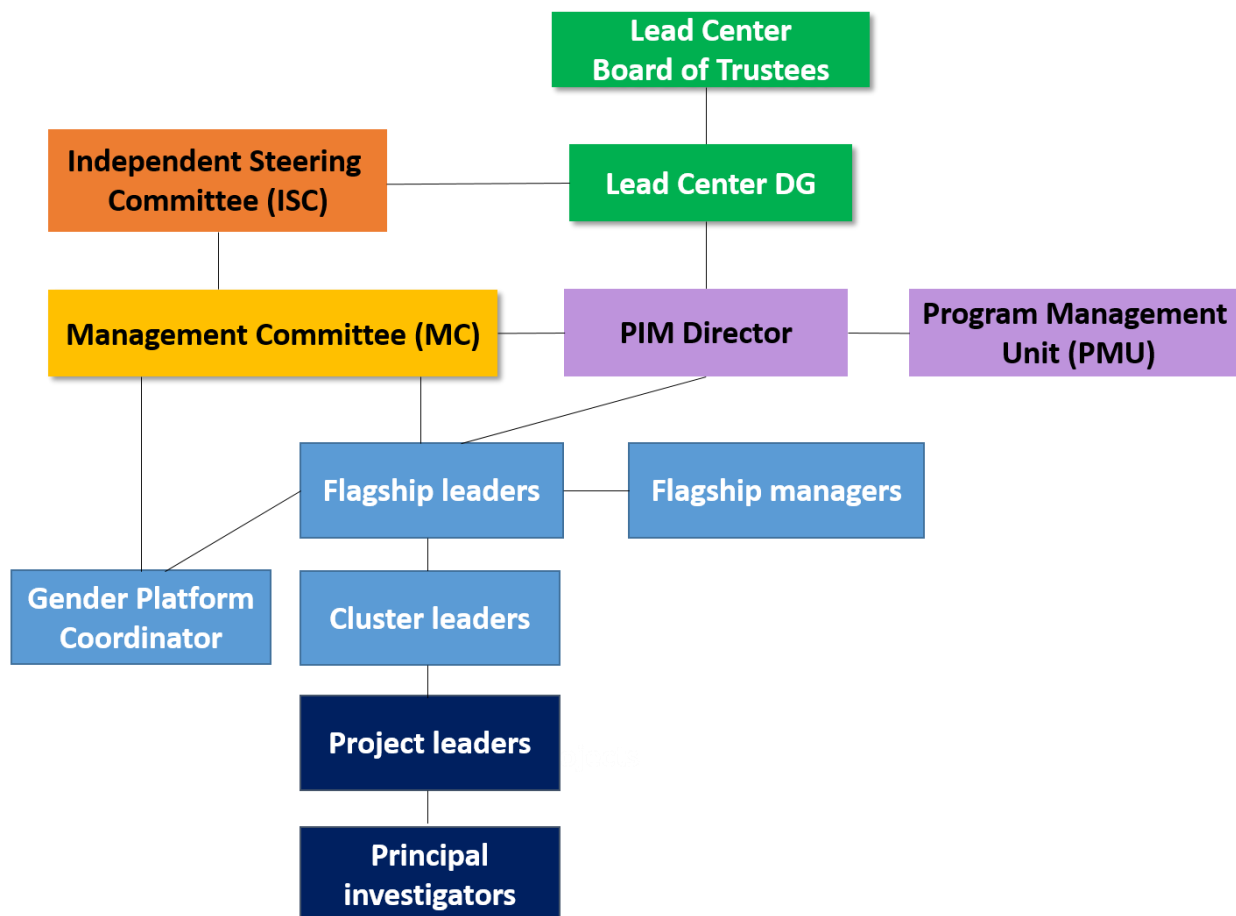 Lead Center
Board of Trustees
Independent Steering
Committee (ISC)
Lead Center DG
Management Committee (MC)
PIM Director
Program Management
Unit (PMU)
Flagship leaders
Flagship managers
Gender Platform
Coordinator
Cluster leaders
Project leaders
Principal
investigators